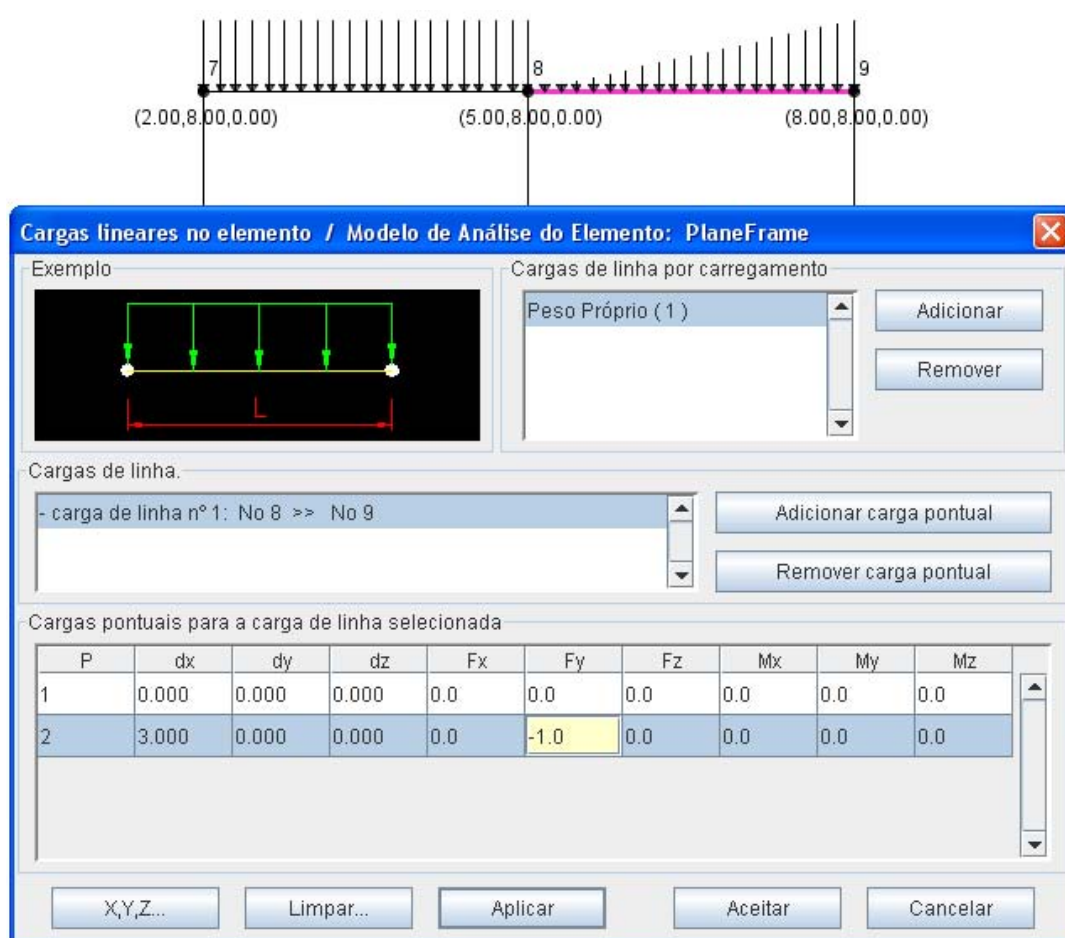 7 8 9
(2.00,8.00,0.00) (5.00,8.00,0.00) (8.00,8.00,0.00)
Cargas lineares no elemento / Modelo de Análise do Elemento: PlaneFrame
Exemplo
L
Cargas de linha por carregamento
Peso Próprio ( 1 )
Adicionar
Remover
Cargas de linha.
- carga de linha nº 1: No 8 >> No 9
Adicionar carga pontual
Remover carga pontual
Cargas pontuais para a carga de linha selecionada
P dx dy dz Fx Fy Fz Mx My Mz
1 0.000 0.000 0.000 0.0 0.0 0.0 0.0 0.0 0.0
2 3.000 0.000 0.000 0.0 -1.0 0.0 0.0 0.0 0.0
X,Y,Z... Limpar... Aplicar Aceitar Cancelar